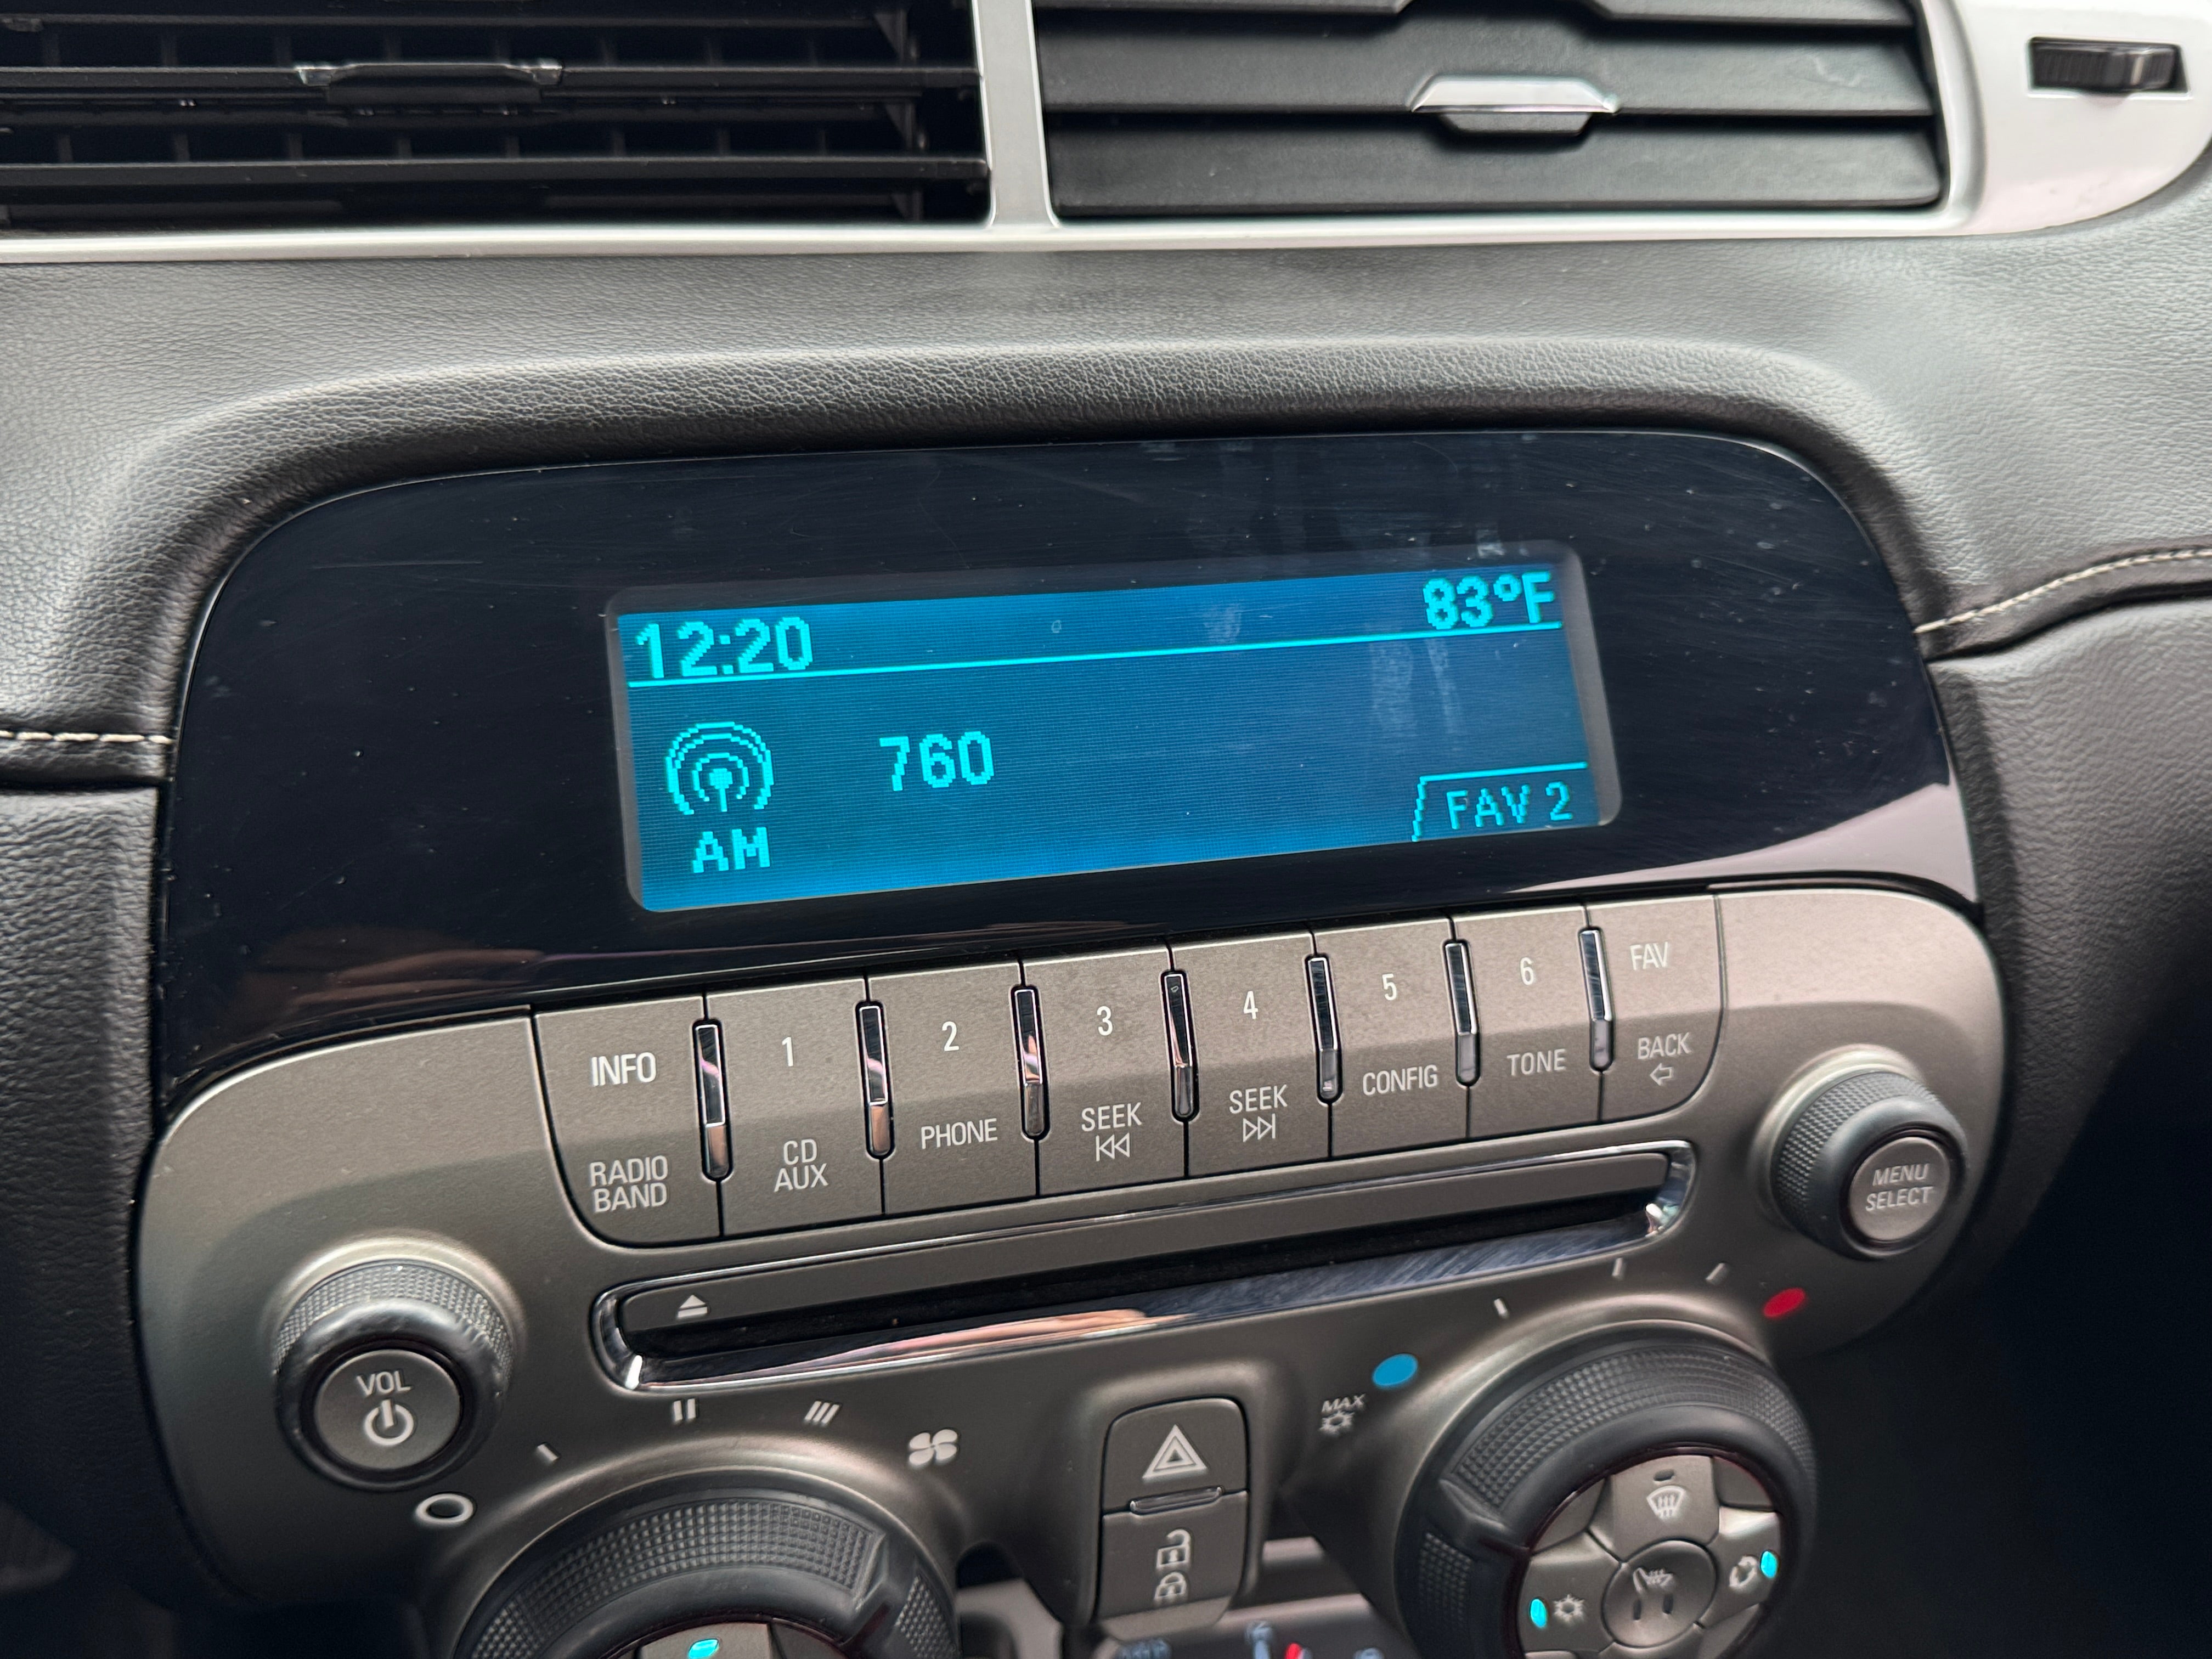 12:20 83°F
760
AM FAV 2
INFO 1 2 3 4 5 6 FAV
RADIO BAND CD AUX PHONE SEEK SEEK CONFIG TONE BACK
MENU
SELECT
VOL
MAX